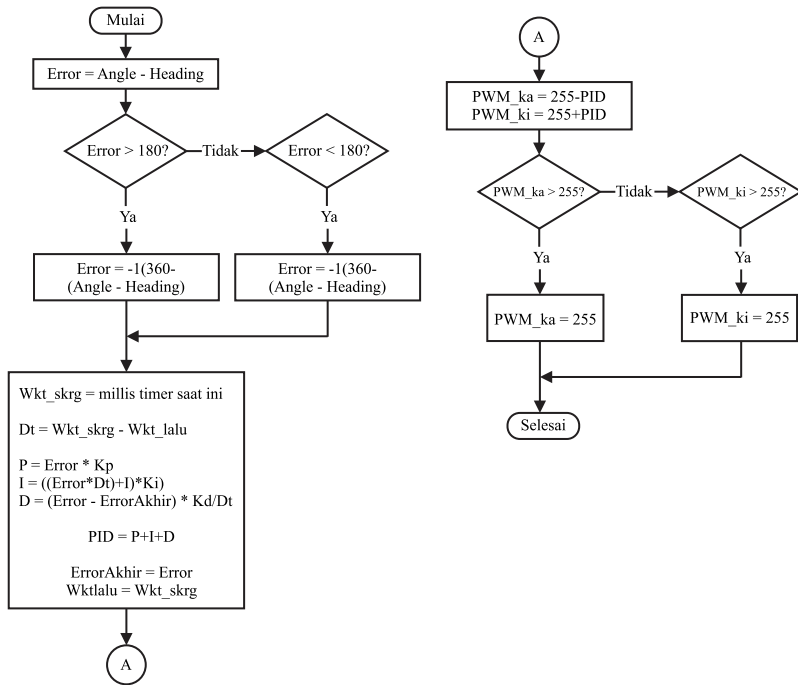 Mulai
Error = Angle - Heading
Error > 180?
Tidak
Error < 180?
Ya
Ya
Error = -1(360-
(Angle - Heading)
Error = -1(360-
(Angle - Heading)
Wkt_skrg = millis timer saat ini
Dt = Wkt_skrg - Wkt_lalu
P = Error * Kp
I = ((Error*Dt)+I)*Ki)
D = (Error - ErrorAkhir) * Kd/Dt
PID = P+I+D
ErrorAkhir = Error
Wktlalu = Wkt_skrg
A
A
PWM_ka = 255-PID
PWM_ki = 255+PID
PWM_ka > 255?
Tidak
PWM_ki > 255?
Ya
Ya
PWM_ka = 255
PWM_ki = 255
Selesai